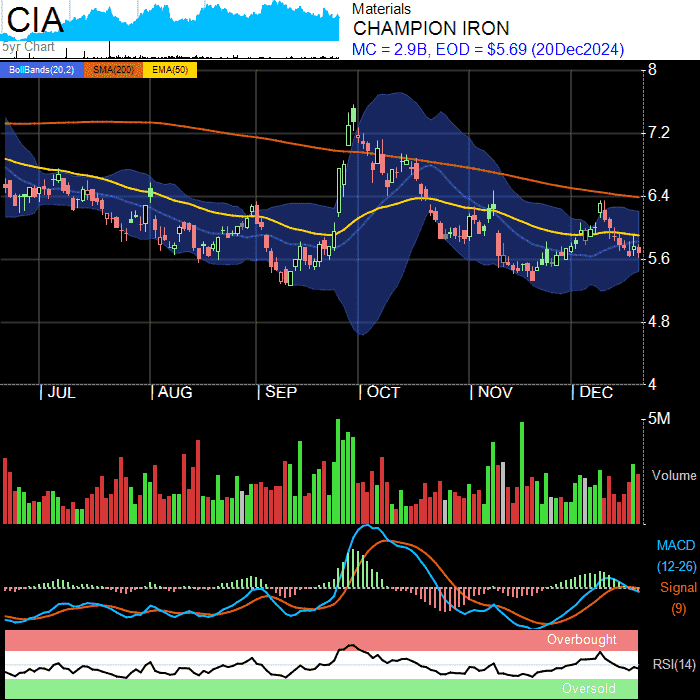 CIA
5yr Chart
Materials
CHAMPION IRON
MC = 2.9B, EOD = $5.69 (20Dec2024)
BollBands(20,2) SMA(200) EMA(50)
8
7.2
6.4
5.6
4.8
4
JUL AUG SEP OCT NOV DEC
5M
Volume
MACD
(12-26)
Signal
(9)
Overbought
RSI(14)
Oversold